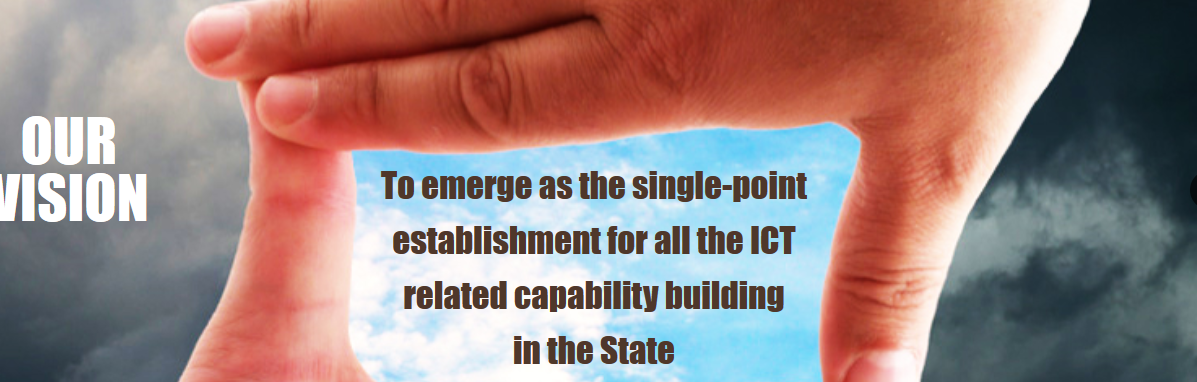 OUR
VISION
To emerge as the single-point
establishment for all the ICT
related capability building
in the State